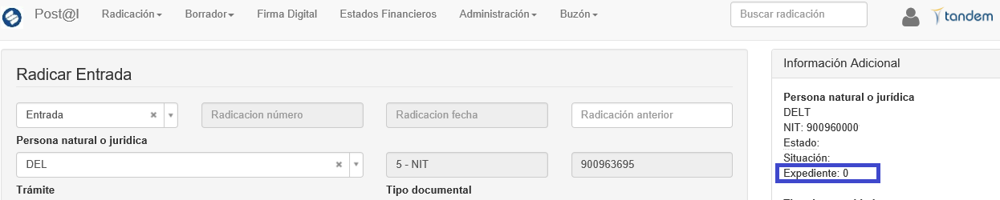 Post@l Radicación Borrador Firma Digital Estados Financieros Administración Buzón Buscar radicación tandem
Radicar Entrada
Entrada Radicacion número Radicacion fecha Radicación anterior
Persona natural o juridica
DEL 5 - NIT 900963695
Trámite Tipo documental
Información Adicional
Persona natural o jurídica
DELT
NIT: 900960000
Estado:
Situación:
Expediente: 0